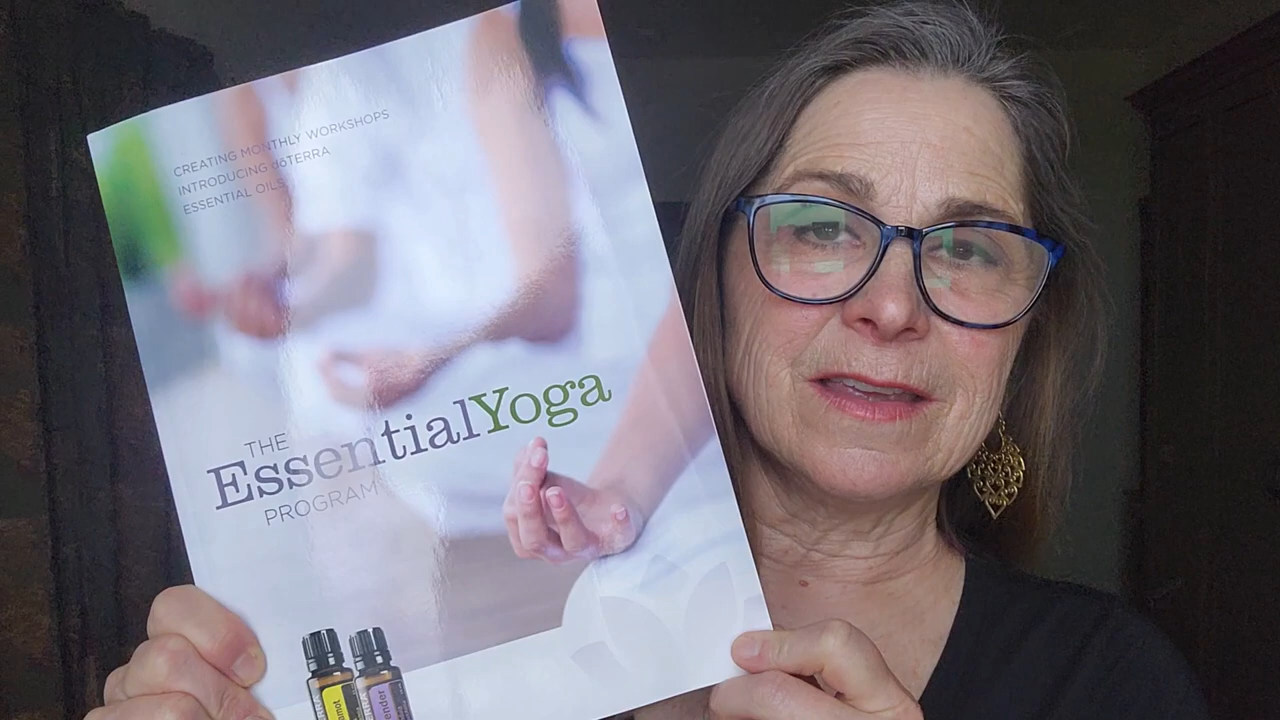 CREATING MONTHLY WORKSHOPS
INTRODUCING dōTERRA
ESSENTIAL OILS
THE
EssentialYoga
PROGRAM